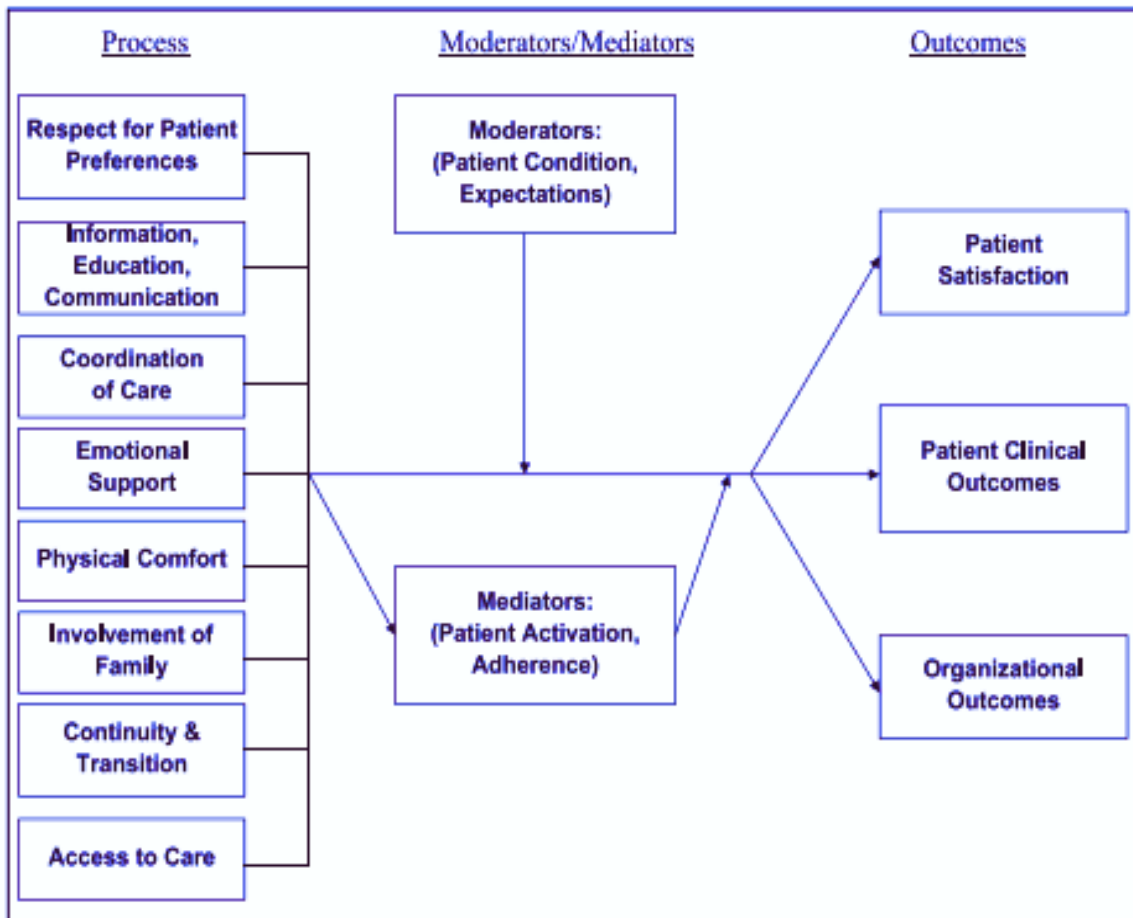 Process
Moderators/Mediators
Outcomes
Respect for Patient
Preferences
Information,
Education,
Communication
Coordination
of Care
Emotional
Support
Physical Comfort
Involvement of
Family
Continuity &
Transition
Access to Care
Moderators:
(Patient Condition,
Expectations)
Mediators:
(Patient Activation,
Adherence)
Patient
Satisfaction
Patient Clinical
Outcomes
Organizational
Outcomes